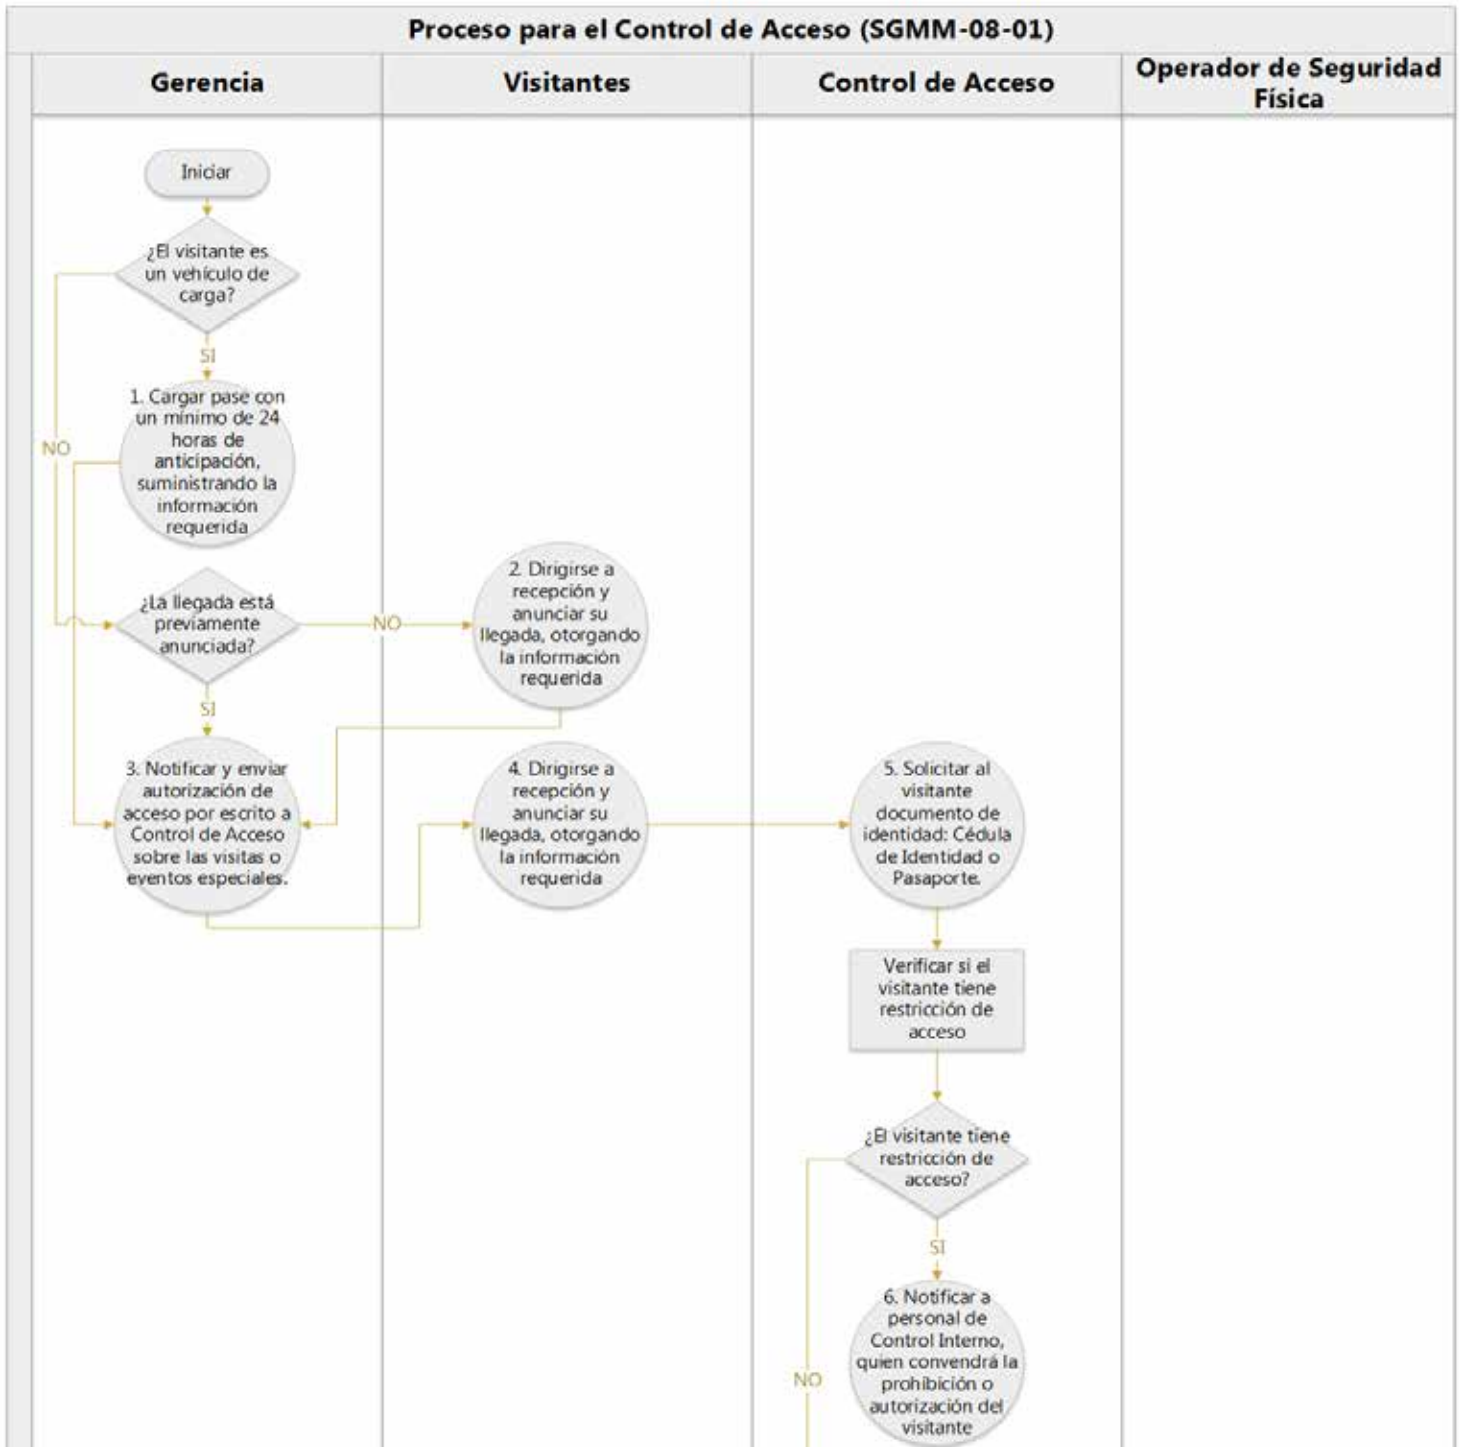 Proceso para el Control de Acceso (SGMM-08-01)
Gerencia
Visitantes
Control de Acceso
Operador de Seguridad
Física
Iniciar
¿El visitante es
un vehículo de
carga?
SI
1. Cargar pase con
un mínimo de 24
horas de
anticipación,
suministrando la
información
requerida
NO
¿La llegada está
previamente
anunciada?
NO
2. Dirigirse a
recepción y
anunciar su
llegada, otorgando
la información
requerida
SI
3. Notificar y enviar
autorización de
acceso por escrito a
Control de Acceso
sobre las visitas o
eventos especiales.
4. Dirigirse a
recepción y
anunciar su
llegada, otorgando
la información
requerida
5. Solicitar al
visitante
documento de
identidad: Cédula
de Identidad o
Pasaporte.
Verificar si el
visitante tiene
restricción de
acceso
¿El visitante tiene
restricción de
acceso?
SI
6. Notificar a
personal de
Control Interno,
quien convendrá la
prohibición o
autorización del
visitante
NO